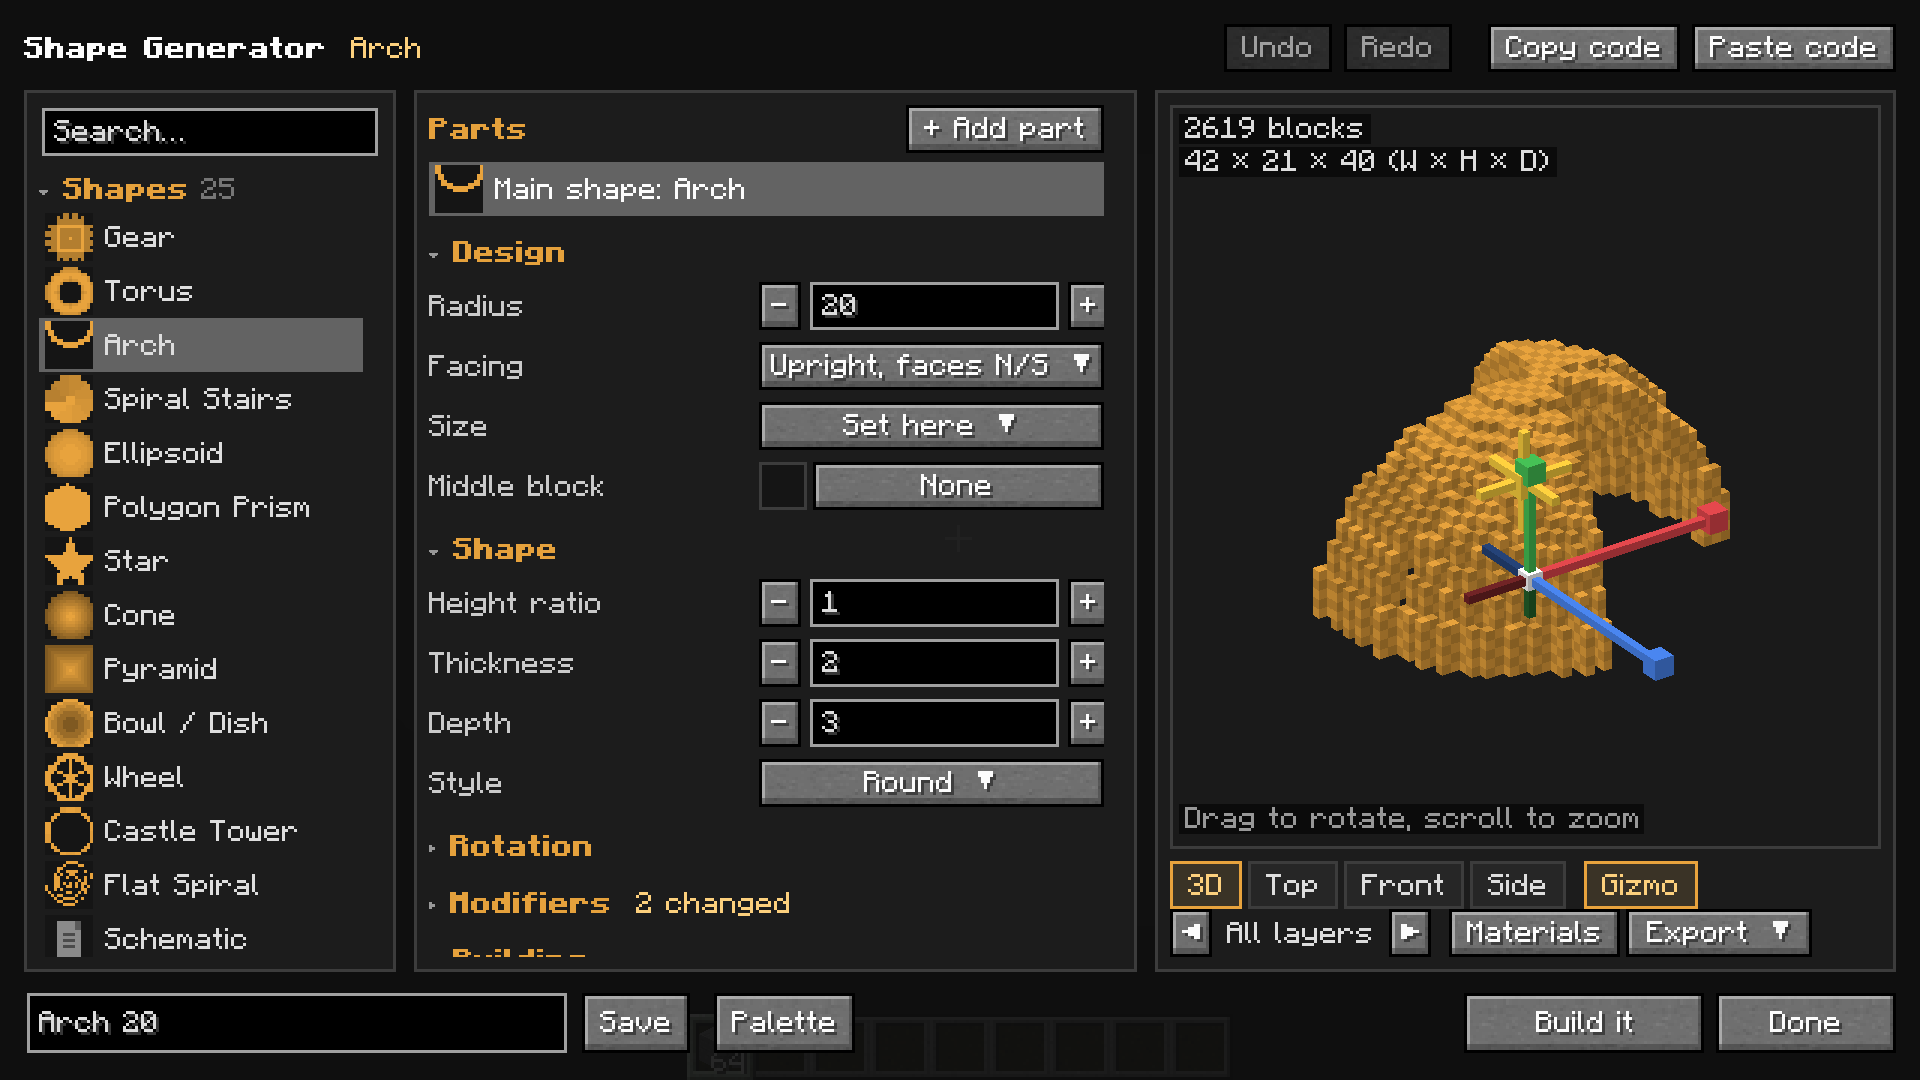 Shape Generator Arch
Undo
Redo
Copy code
Paste code
Search...
Shapes 25
Gear
Torus
Arch
Spiral Stairs
Ellipsoid
Polygon Prism
Star
Cone
Pyramid
Bowl / Dish
Wheel
Castle Tower
Flat Spiral
Schematic
Parts
+ Add part
Main shape: Arch
Design
Radius
− 20 +
Facing
Upright, faces N/S ▼
Size
Set here ▼
Middle block
None
Shape
Height ratio
− 1 +
Thickness
− 2 +
Depth
− 3 +
Style
Round ▼
Rotation
Modifiers 2 changed
2619 blocks
42 × 21 × 40 (W × H × D)
Drag to rotate, scroll to zoom
3D
Top
Front
Side
Gizmo
◀ All layers ▶
Materials
Export ▼
Arch 20
Save
Palette
64
Build it
Done